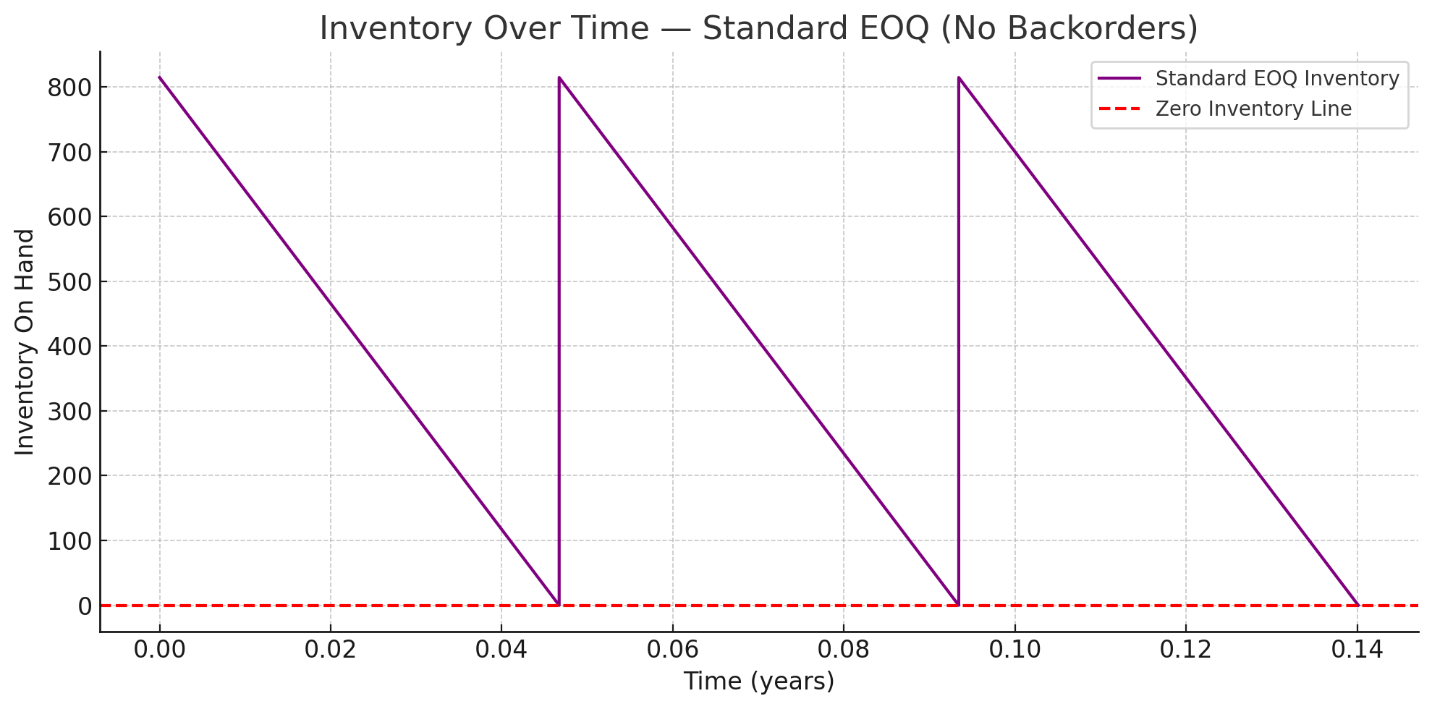 Inventory Over Time — Standard EOQ (No Backorders)
Standard EOQ Inventory
Zero Inventory Line
Inventory On Hand
800
700
600
500
400
300
200
100
0
0.00 0.02 0.04 0.06 0.08 0.10 0.12 0.14
Time (years)